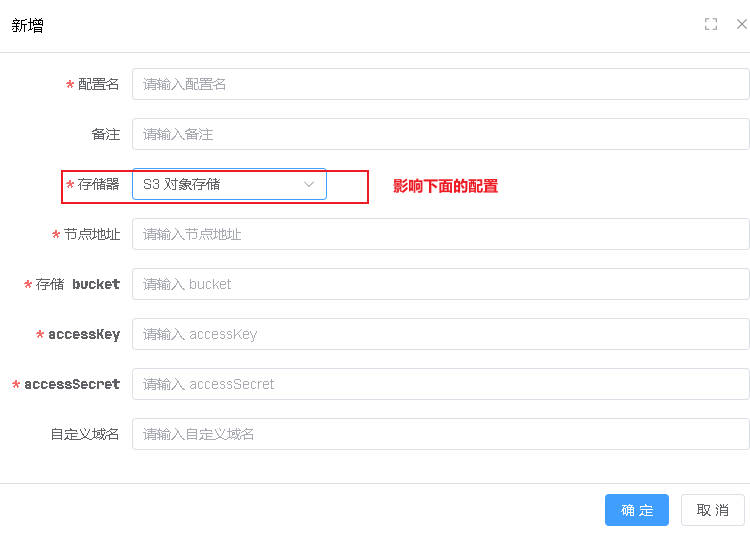 新增
* 配置名 请输入配置名
备注 请输入备注
* 存储器 S3 对象存储 影响下面的配置
* 节点地址 请输入节点地址
* 存储 bucket 请输入 bucket
* accessKey 请输入 accessKey
* accessSecret 请输入 accessSecret
自定义域名 请输入自定义域名
确 定 取 消